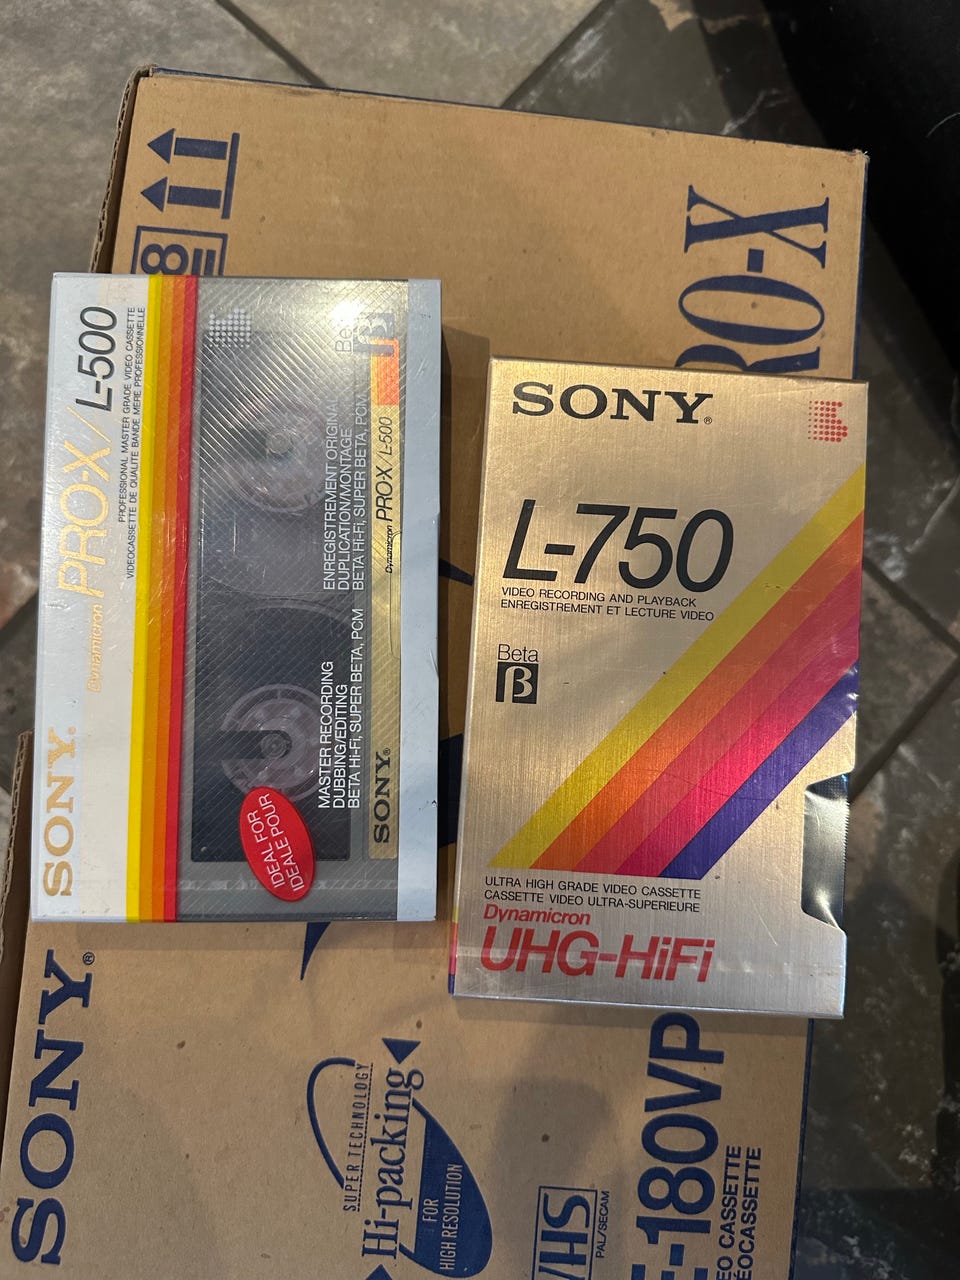 SONY® Dynamicron PRO-X/L-500
PROFESSIONAL MASTER GRADE VIDEO CASSETTE
VIDEOCASSETTE DE QUALITE BANDE MERE PROFESSIONNELLE
MASTER RECORDING
DUBBING/EDITING
BETA Hi-Fi, SUPER BETA, PCM
ENREGISTREMENT ORIGINAL
DUPLICATION/MONTAGE
BETA HI-FI, SUPER BETA, PCM
IDEAL FOR
IDEALE POUR
SONY® Dynamicron PRO-X/L-500
SONY®
L-750
VIDEO RECORDING AND PLAYBACK
ENREGISTREMENT ET LECTURE VIDEO
Beta
β
ULTRA HIGH GRADE VIDEO CASSETTE
CASSETTE VIDEO ULTRA-SUPERIEURE
Dynamicron
UHG-HiFi
RO-X
SONY®
SUPER TECHNOLOGY
Hi-packing
FOR
HIGH RESOLUTION
VHS
PAL/SECAM
E-180VP
EO CASSETTE
ÉOCASSETTE